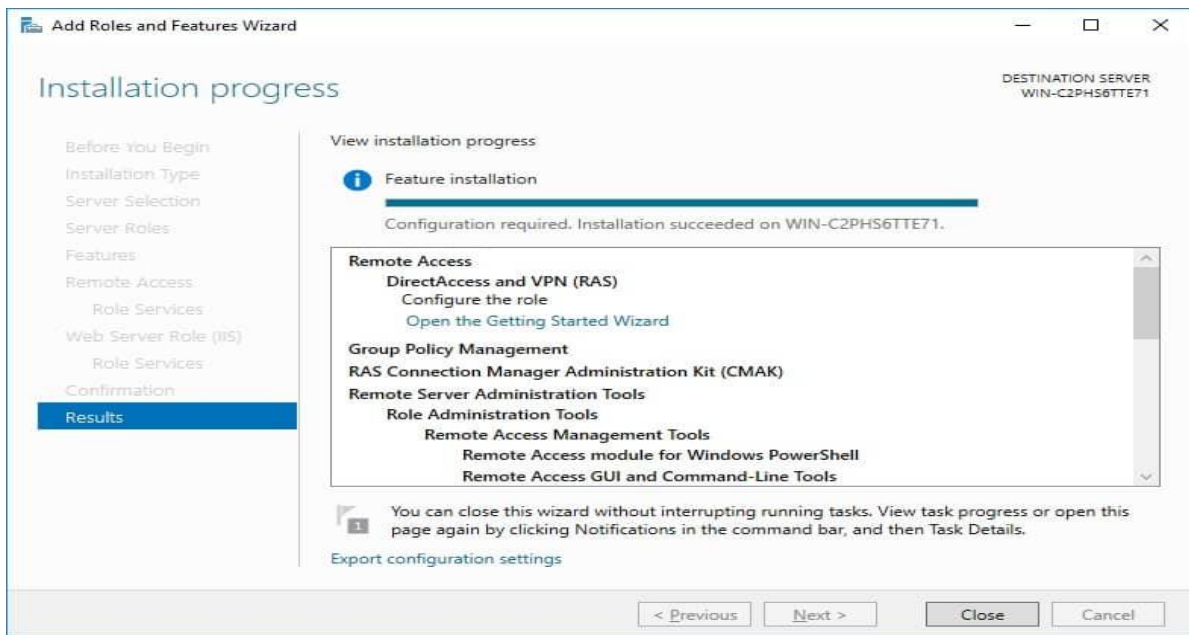 Add Roles and Features Wizard
Installation progress
DESTINATION SERVER
WIN-C2PHS6TTE71
Before You Begin
Installation Type
Server Selection
Server Roles
Features
Remote Access
Role Services
Web Server Role (IIS)
Role Services
Confirmation
Results
View installation progress
Feature installation
Configuration required. Installation succeeded on WIN-C2PHS6TTE71.
Remote Access
DirectAccess and VPN (RAS)
Configure the role
Open the Getting Started Wizard
Group Policy Management
RAS Connection Manager Administration Kit (CMAK)
Remote Server Administration Tools
Role Administration Tools
Remote Access Management Tools
Remote Access module for Windows PowerShell
Remote Access GUI and Command-Line Tools
1
You can close this wizard without interrupting running tasks. View task progress or open this
page again by clicking Notifications in the command bar, and then Task Details.
Export configuration settings
< Previous
Next >
Close
Cancel